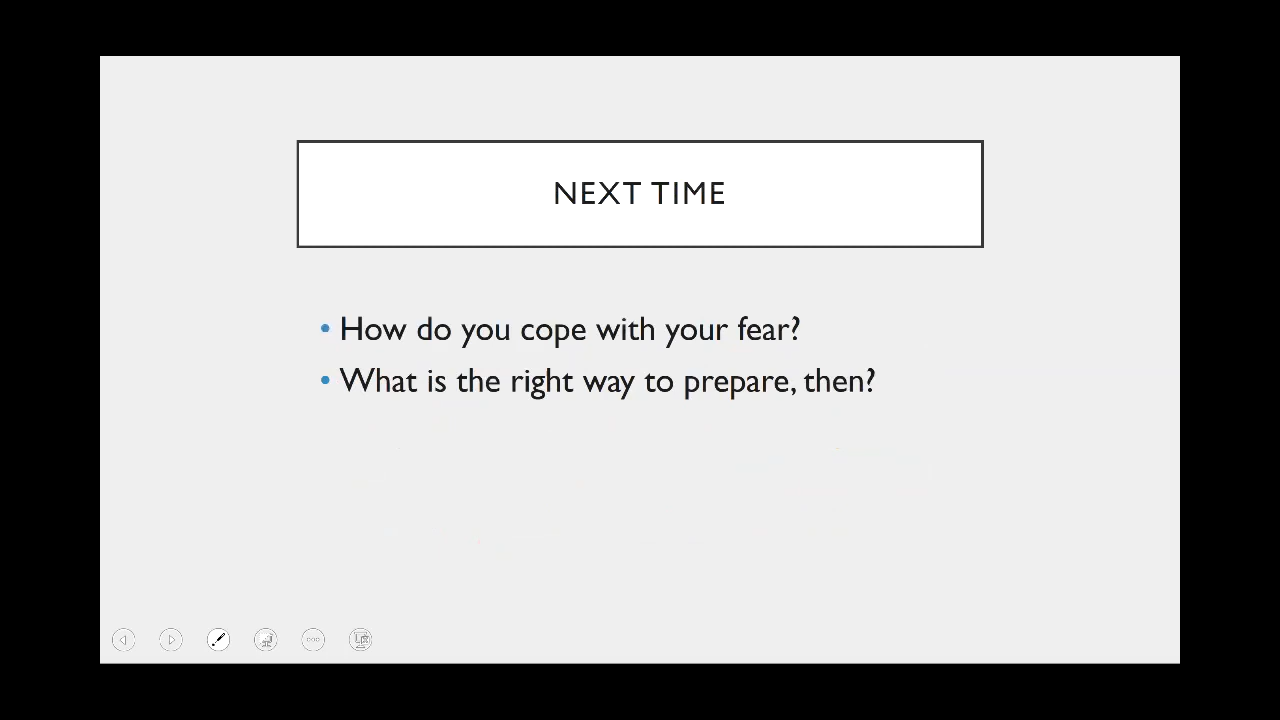 NEXT TIME
• How do you cope with your fear?
• What is the right way to prepare, then?